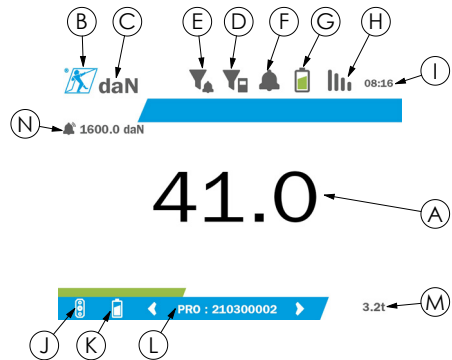 B C E D F G H
daN 08:16 I
N 1600.0 daN
41.0 A
PRO : 210300002 3.2t M
J K L